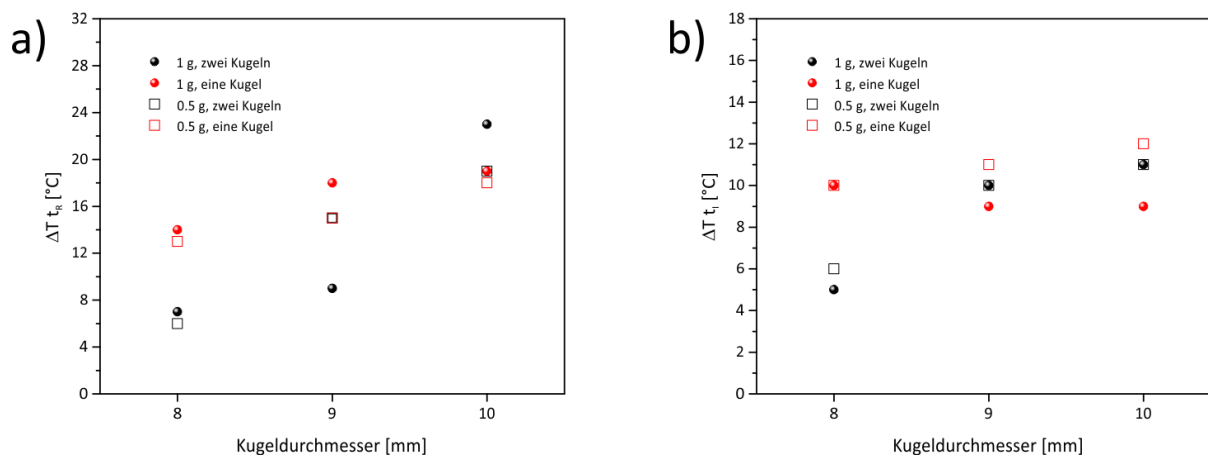 a)
32
28
24
20
16
12
8
4
0
ΔT t_R [°C]
1 g, zwei Kugeln
1 g, eine Kugel
0.5 g, zwei Kugeln
0.5 g, eine Kugel
8 9 10
Kugeldurchmesser [mm]
b)
18
16
14
12
10
8
6
4
2
0
ΔT t_I [°C]
1 g, zwei Kugeln
1 g, eine Kugel
0.5 g, zwei Kugeln
0.5 g, eine Kugel
8 9 10
Kugeldurchmesser [mm]